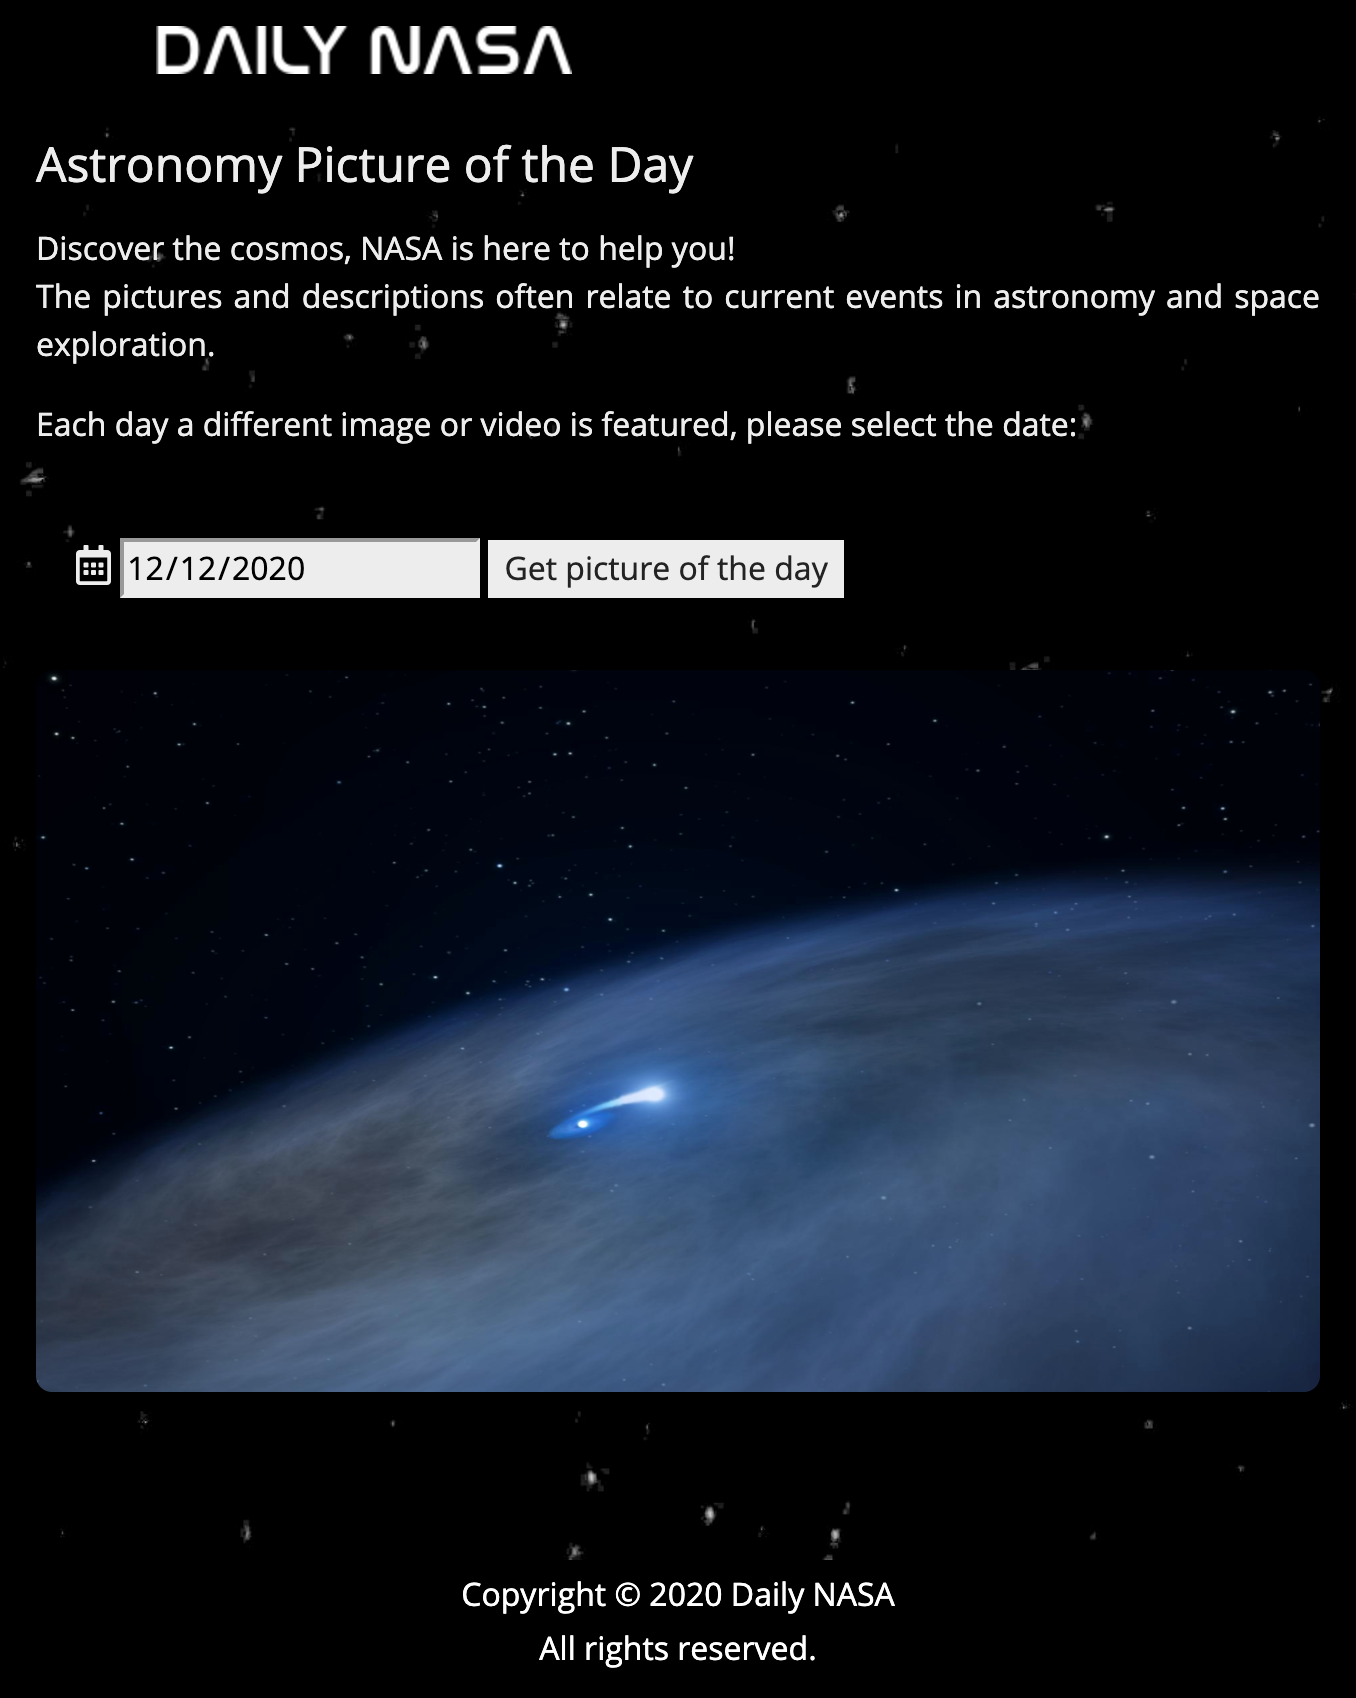 DAILY NASA
Astronomy Picture of the Day
Discover the cosmos, NASA is here to help you!
The pictures and descriptions often relate to current events in astronomy and space
exploration.
Each day a different image or video is featured, please select the date:
12/12/2020 Get picture of the day
Copyright © 2020 Daily NASA
All rights reserved.